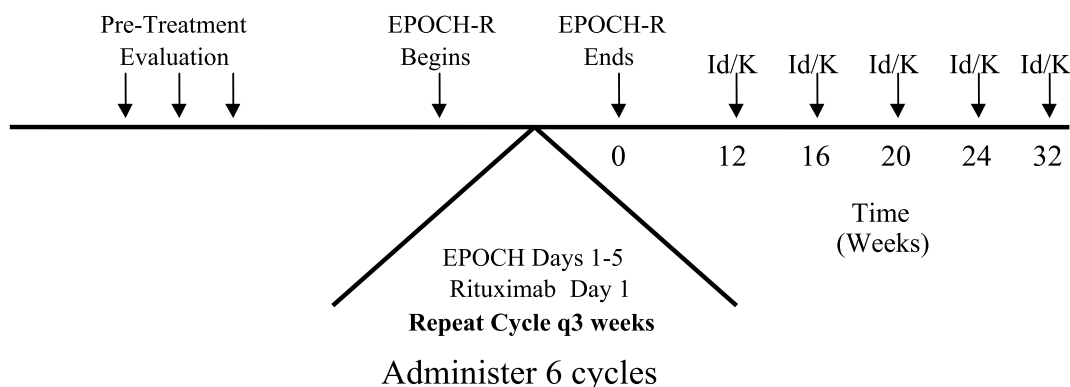 Pre-Treatment
Evaluation
EPOCH-R
Begins
EPOCH-R
Ends
Id/K Id/K Id/K Id/K Id/K
0 12 16 20 24 32
Time
(Weeks)
EPOCH Days 1-5
Rituximab Day 1
Repeat Cycle q3 weeks
Administer 6 cycles